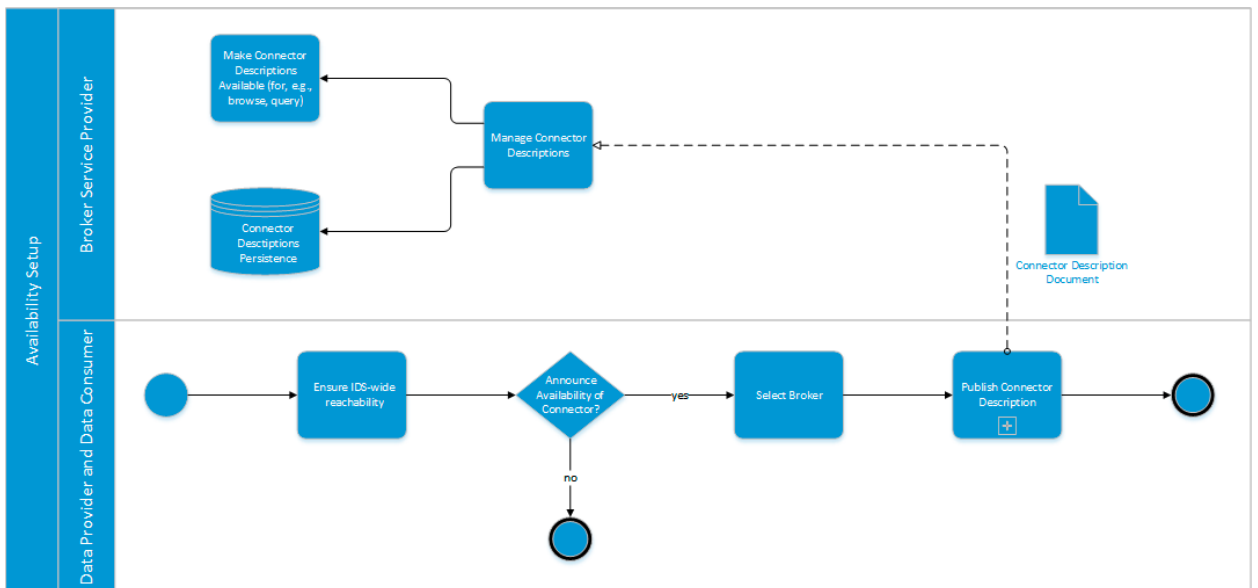 Availability Setup
Broker Service Provider
Make Connector
Descriptions
Available (for, e.g.,
browse, query)
Manage Connector
Descriptions
Connector
Desctiptions
Persistence
Connector Description
Document
Data Provider and Data Consumer
Ensure IDS-wide
reachability
Announce
Availability of
Connector?
yes
Select Broker
Publish Connector
Description
no